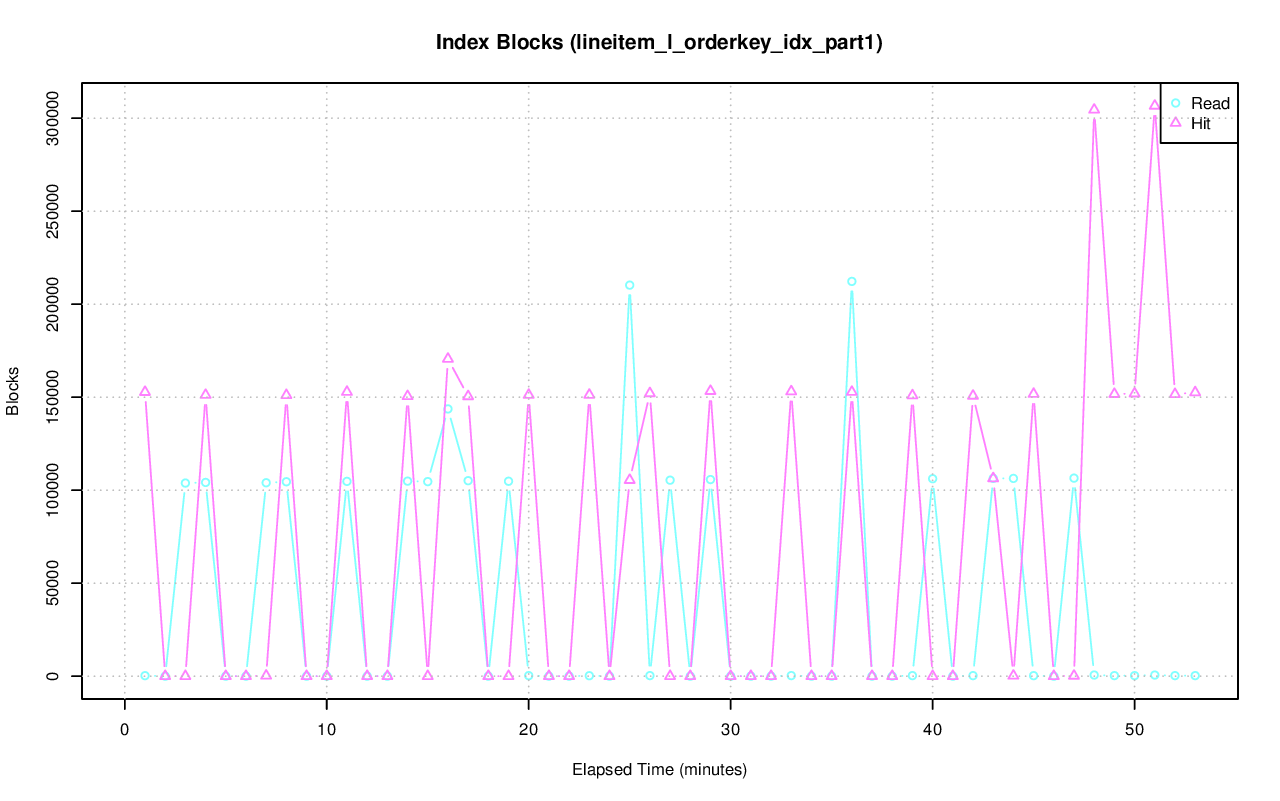 Index Blocks (lineitem_l_orderkey_idx_part1)
Read
Hit
300000
250000
200000
150000
100000
50000
0
Blocks
0 10 20 30 40 50
Elapsed Time (minutes)